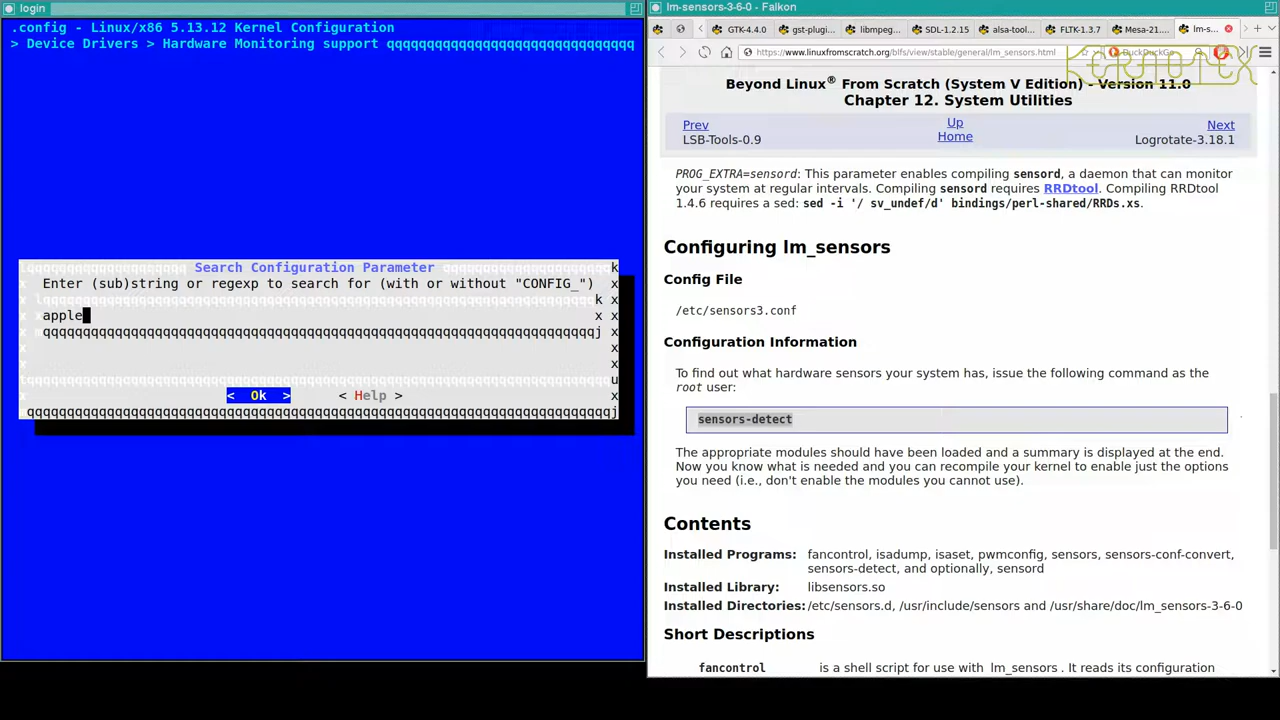 login
.config - Linux/x86 5.13.12 Kernel Configuration
> Device Drivers > Hardware Monitoring support qqqqqqqqqqqqqqqqqqqqqqqqqqqqqqq
Search Configuration Parameter
Enter (sub)string or regexp to search for (with or without "CONFIG_")
apple
< Ok > < Help >
lm-sensors-3-6-0 - Falkon
GTK-4.4.0 gst-plugi... libmpeg... SDL-1.2.15 alsa-tool... FLTK-1.3.7 Mesa-21.... lm-s...
https://www.linuxfromscratch.org/blfs/view/stable/general/lm_sensors.html
DuckDuckGo
KERNOTEX
Beyond Linux® From Scratch (System V Edition) - Version 11.0
Chapter 12. System Utilities
Prev Up Next
LSB-Tools-0.9 Home Logrotate-3.18.1
PROG_EXTRA=sensord: This parameter enables compiling sensord, a daemon that can monitor
your system at regular intervals. Compiling sensord requires RRDtool. Compiling RRDtool
1.4.6 requires a sed: sed -i '/ sv_undef/d' bindings/perl-shared/RRDs.xs.
Configuring lm_sensors
Config File
/etc/sensors3.conf
Configuration Information
To find out what hardware sensors your system has, issue the following command as the
root user:
sensors-detect
The appropriate modules should have been loaded and a summary is displayed at the end.
Now you know what is needed and you can recompile your kernel to enable just the options
you need (i.e., don't enable the modules you cannot use).
Contents
Installed Programs: fancontrol, isadump, isaset, pwmconfig, sensors, sensors-conf-convert,
sensors-detect, and optionally, sensord
Installed Library: libsensors.so
Installed Directories: /etc/sensors.d, /usr/include/sensors and /usr/share/doc/lm_sensors-3-6-0
Short Descriptions
fancontrol is a shell script for use with lm_sensors. It reads its configuration